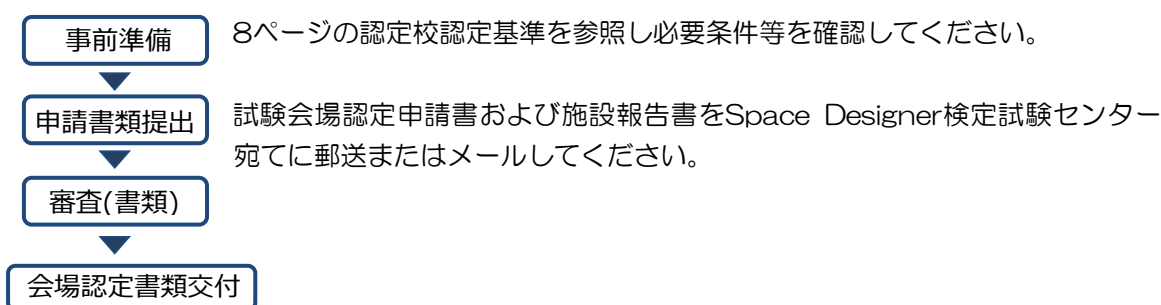 事前準備
8ページの認定校認定基準を参照し必要条件等を確認してください。
申請書類提出
試験会場認定申請書および施設報告書をSpace Designer検定試験センター
宛てに郵送またはメールしてください。
審査(書類)
会場認定書類交付